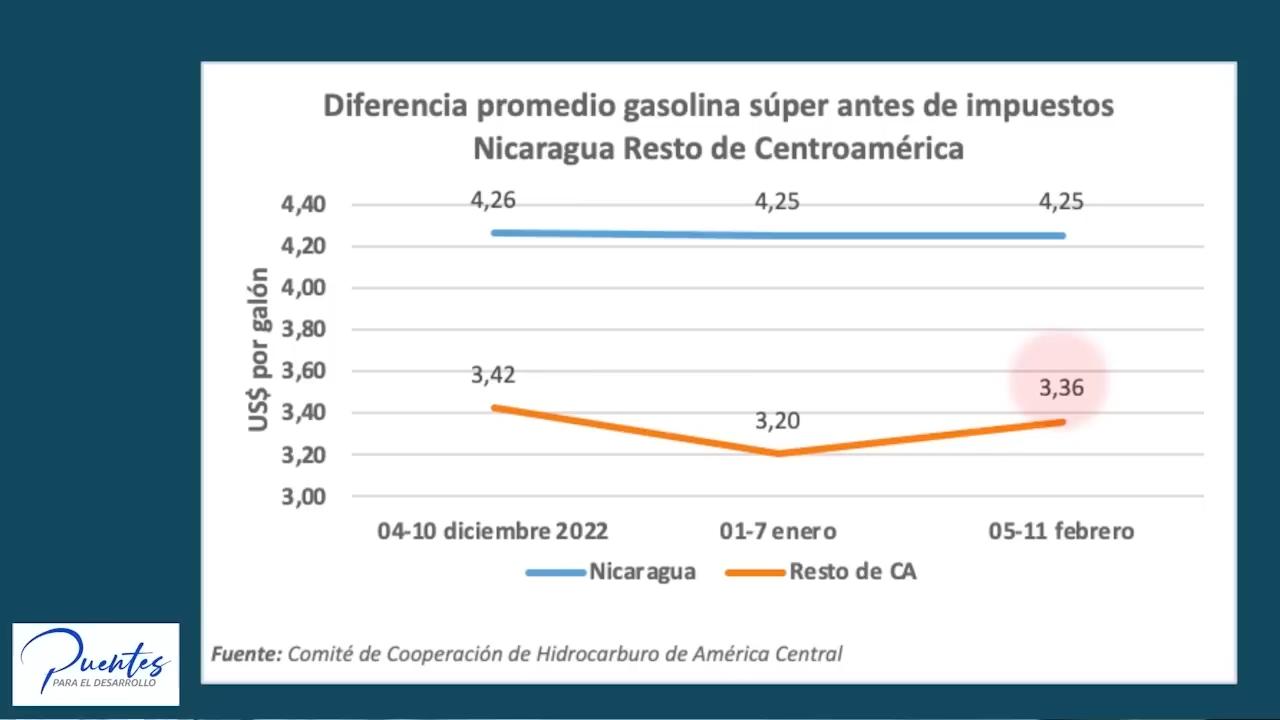 Diferencia promedio gasolina súper antes de impuestos
Nicaragua Resto de Centroamérica
US$ por galón
4,40
4,20
4,00
3,80
3,60
3,40
3,20
3,00
4,26
4,25
4,25
3,42
3,20
3,36
04-10 diciembre 2022
01-7 enero
05-11 febrero
Nicaragua
Resto de CA
Fuente: Comité de Cooperación de Hidrocarburo de América Central
Puentes
PARA EL DESARROLLO